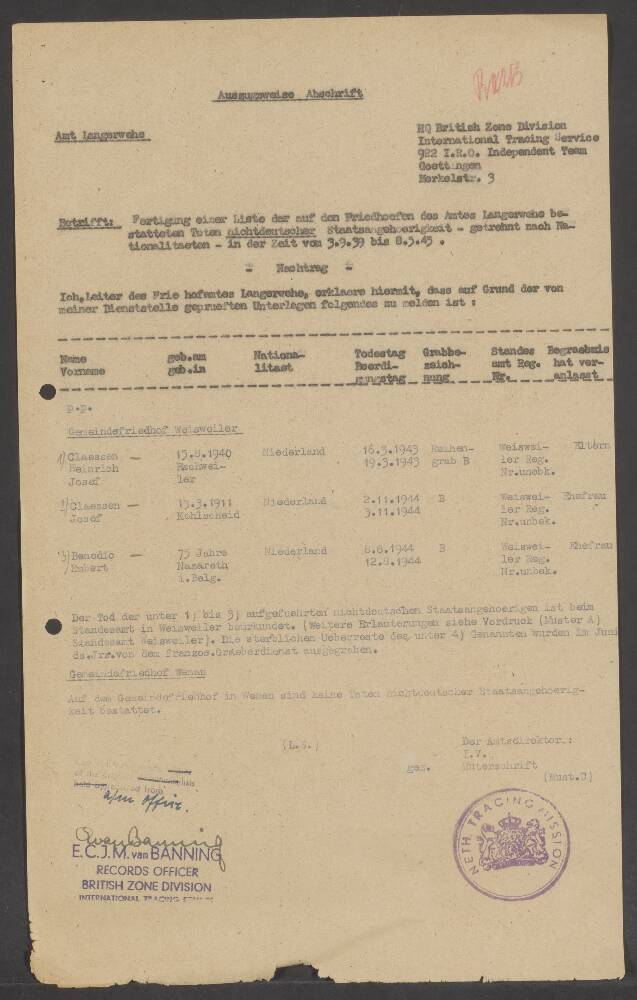 Auszugsweise Abschrift
Amt Langerwehe
HQ British Zone Division
International Tracing Service
922 I.R.O. Independent Team
Goettingen
Merkelstr. 3
Betrifft: Fertigung einer Liste der auf den Friedhoefen des Amtes Langerwehe be-
statteten Toten nichtdeutscher Staatsangehoerigkeit - getrennt nach Na-
tionalitaeten - in der Zeit vom 3.9.39 bis 8.5.45 .
= Nachtrag =
Ich, Leiter des Frie hofamtes Langerwehe, erklaere hiermit, dass auf Grund der von
meiner Dienststelle geprueften Unterlagen folgendes zu melden ist :
Name geb.am Nationa- Todestag Grabbe- Standes Begraebnis
Vorname geb.in litaet Beerdi- zeich- amt Reg. hat ver-
gungstag nung Nr. anlasst
p.p.
Gemeindefriedhof Weisweiler
1) Claessen — 15.8.1940 Niederland 16.3.1943 Reihen- Weiswei- Eltern
Heinrich Eschwei- 19.3.1943 grab B ler Reg.
Josef ler Nr.unbek.
2) Claessen — 13.3.1911 Niederland 2.11.1944 B Weiswei- Ehefrau
Josef Kohlscheid 3.11.1944 ler Reg.
Nr.unbek.
3) Benedic — 75 Jahre Niederland 8.8.1944 B Weiswei- Ehefrau
Hubert Nazareth 12.8.1944 ler Reg.
i.Belg. Nr.unbek.
Der Tod der unter 1) bis 3) aufgefuehrten nichtdeutschen Staatsangehoerigen ist beim
Standesamt in Weisweiler beurkundet. (Weitere Erlauterungen siehe Vordruck (Muster A)
Standesamt Weisweiler). Die sterblichen Ueberreste des unter 4) Genannten wurden im Juni
ds.Jrs.von dem franzos.Graeberdienst ausgegraben.
Gemeindefriedhof Wenau
Auf dem Gemeindefriedhof in Wenau sind keine Toten nichtdeutscher Staatsangehoerig-
keit bestattet.
(L.S.)
Der Amtsdirektor.:
I.V.
gez. Unterschrift
(Must.C)
a/m office.
E.C.J.M. van BANNING
RECORDS OFFICER
BRITISH ZONE DIVISION
INTERNATIONAL TRACING
NETH. TRACING MISSION